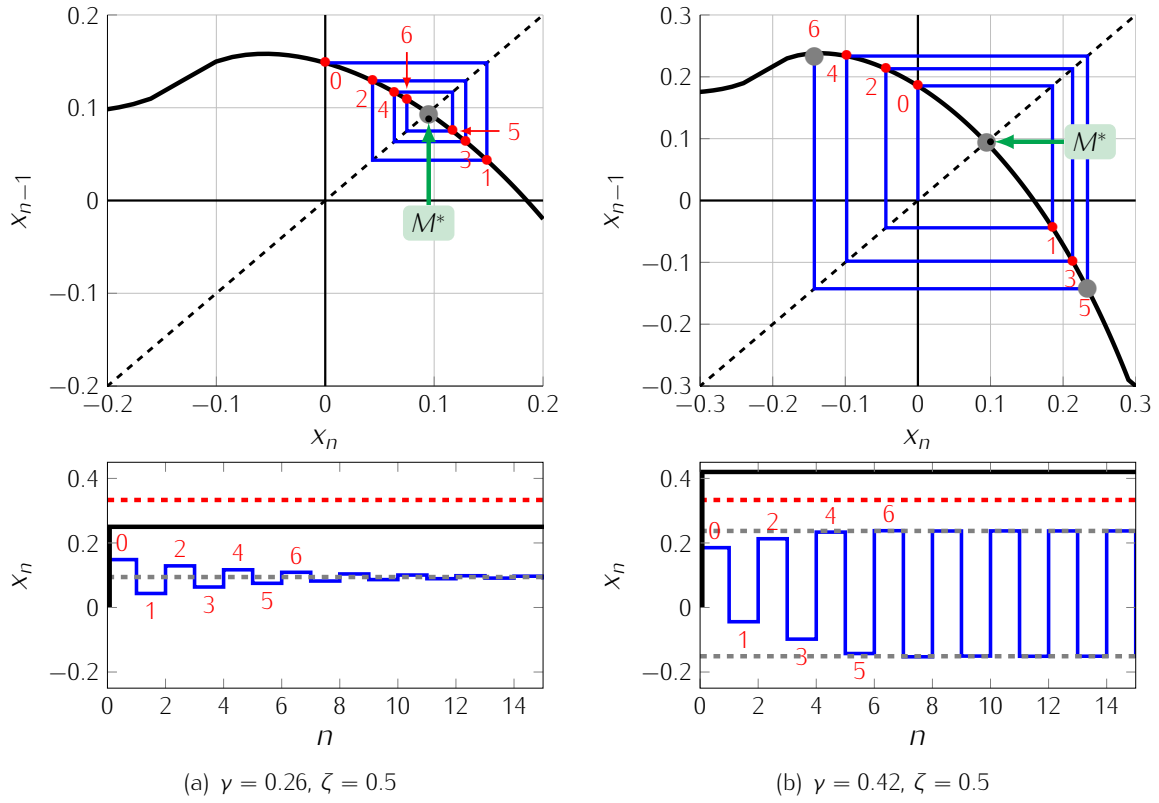 0.2
0.1
0
−0.1
−0.2
x_{n−1}
6
0
2
4
5
3
1
M*
−0.2 −0.1 0 0.1 0.2
x_n
0.3
0.2
0.1
0
−0.1
−0.2
−0.3
x_{n−1}
6
4
2
0
M*
1
3
5
−0.3 −0.2 −0.1 0 0.1 0.2 0.3
x_n
0.4
0.2
0
−0.2
x_n
0 2 4 6
1 3 5
0 2 4 6 8 10 12 14
n
0.4
0.2
0
−0.2
x_n
0 2 4 6
1 3 5
0 2 4 6 8 10 12 14
n
(a) γ = 0.26, ζ = 0.5
(b) γ = 0.42, ζ = 0.5